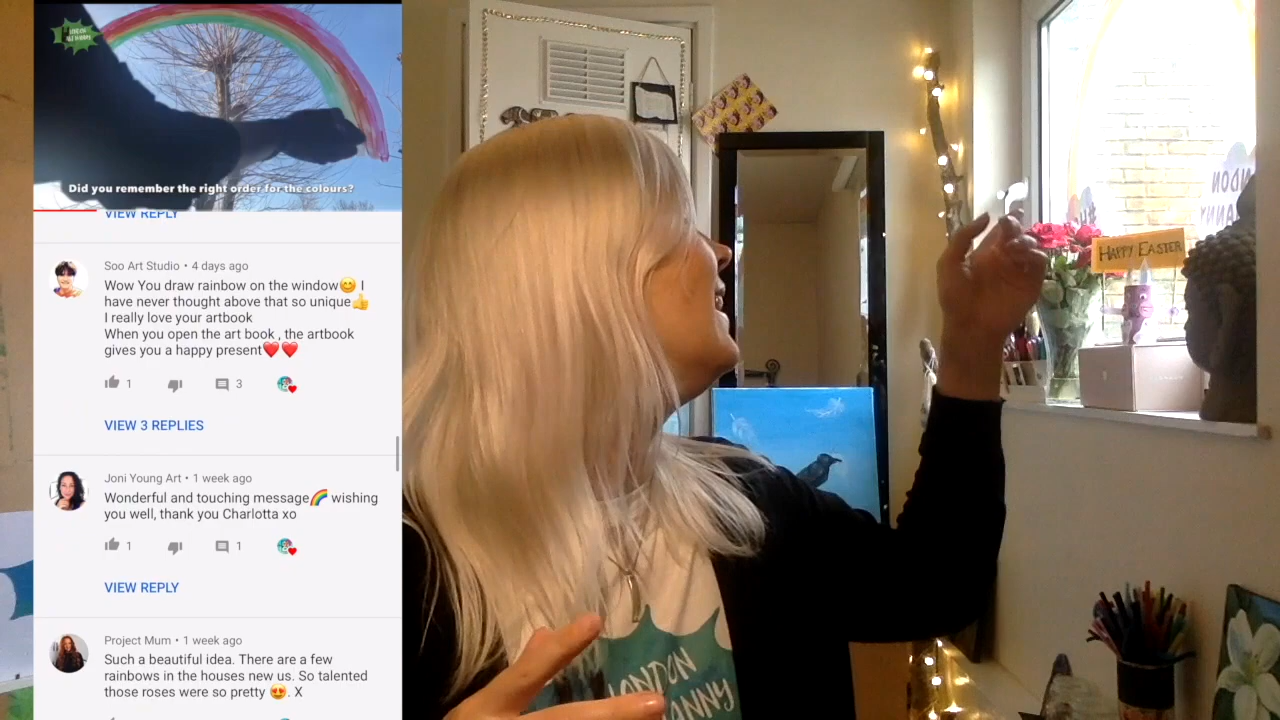 Did you remember the right order for the colours?
VIEW REPLY
Soo Art Studio • 4 days ago
Wow You draw rainbow on the window😊 I
have never thought above that so unique👍
I really love your artbook
When you open the art book , the artbook
gives you a happy present❤️❤️
1
3
VIEW 3 REPLIES
Joni Young Art • 1 week ago
Wonderful and touching message🌈 wishing
you well, thank you Charlotta xo
1
1
VIEW REPLY
Project Mum • 1 week ago
Such a beautiful idea. There are a few
rainbows in the houses new us. So talented
those roses were so pretty 😍. X
HAPPY EASTER
LONDON